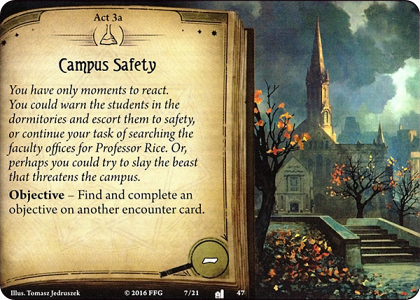 Act 3a
Campus Safety
You have only moments to react.
You could warn the students in the
dormitories and escort them to safety,
or continue your task of searching the
faculty offices for Professor Rice. Or,
perhaps you could try to slay the beast
that threatens the campus.
Objective – Find and complete an
objective on another encounter card.
–
Illus. Tomasz Jedruszek
© 2016 FFG
7/21
47